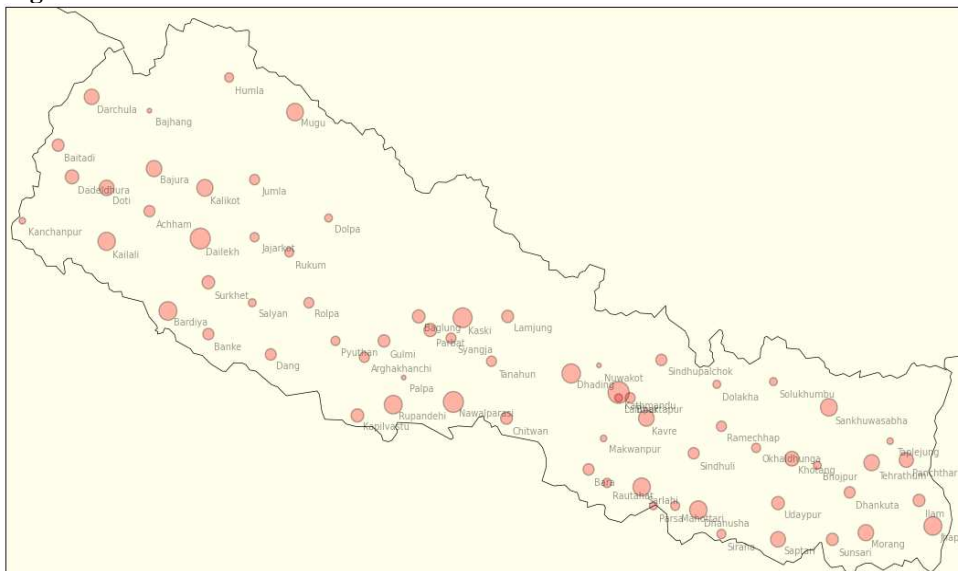 Humla
Darchula
Bajhang
Mugu
Baitadi
Dadeldhura
Doti
Bajura
Kalikot
Jumla
Achham
Kanchanpur
Dolpa
Kailali
Dailekh
Jajarkot
Rukum
Surkhet
Salyan
Rolpa
Bardiya
Banke
Baglung
Parbat
Kaski
Lamjung
Syangja
Dang
Pyuthan
Gulmi
Arghakhanchi
Tanahun
Palpa
Dhading
Nuwakot
Sindhupalchok
Kathmandu
Bhaktapur
Kavre
Dolakha
Solukhumbu
Sankhuwasabha
Kapilvastu
Rupandehi
Nawalparasi
Chitwan
Makwanpur
Ramechhap
Sindhuli
Okhaldhunga
Khotang
Bhojpur
Tehrathum
Taplejung
Panchthar
Bara
Rautahat
Sarlahi
Parsa
Mahottari
Dhanusha
Siraha
Udaypur
Saptari
Sunsari
Dhankuta
Morang
Ilam